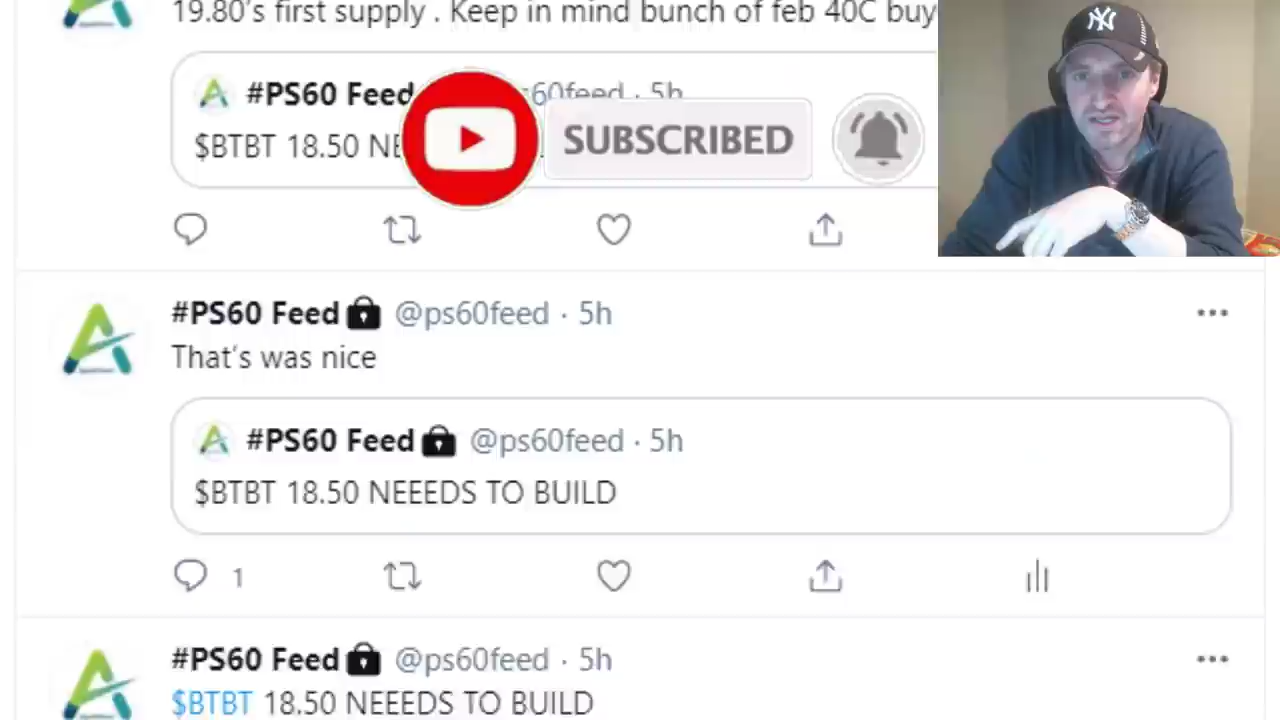 19.80's first supply . Keep in mind bunch of feb 40C buy
#PS60 Feed s60feed · 5h
$BTBT 18.50 NE
SUBSCRIBED
#PS60 Feed @ps60feed · 5h
That's was nice
#PS60 Feed @ps60feed · 5h
$BTBT 18.50 NEEEDS TO BUILD
1
#PS60 Feed @ps60feed · 5h
$BTBT 18.50 NEEEDS TO BUILD